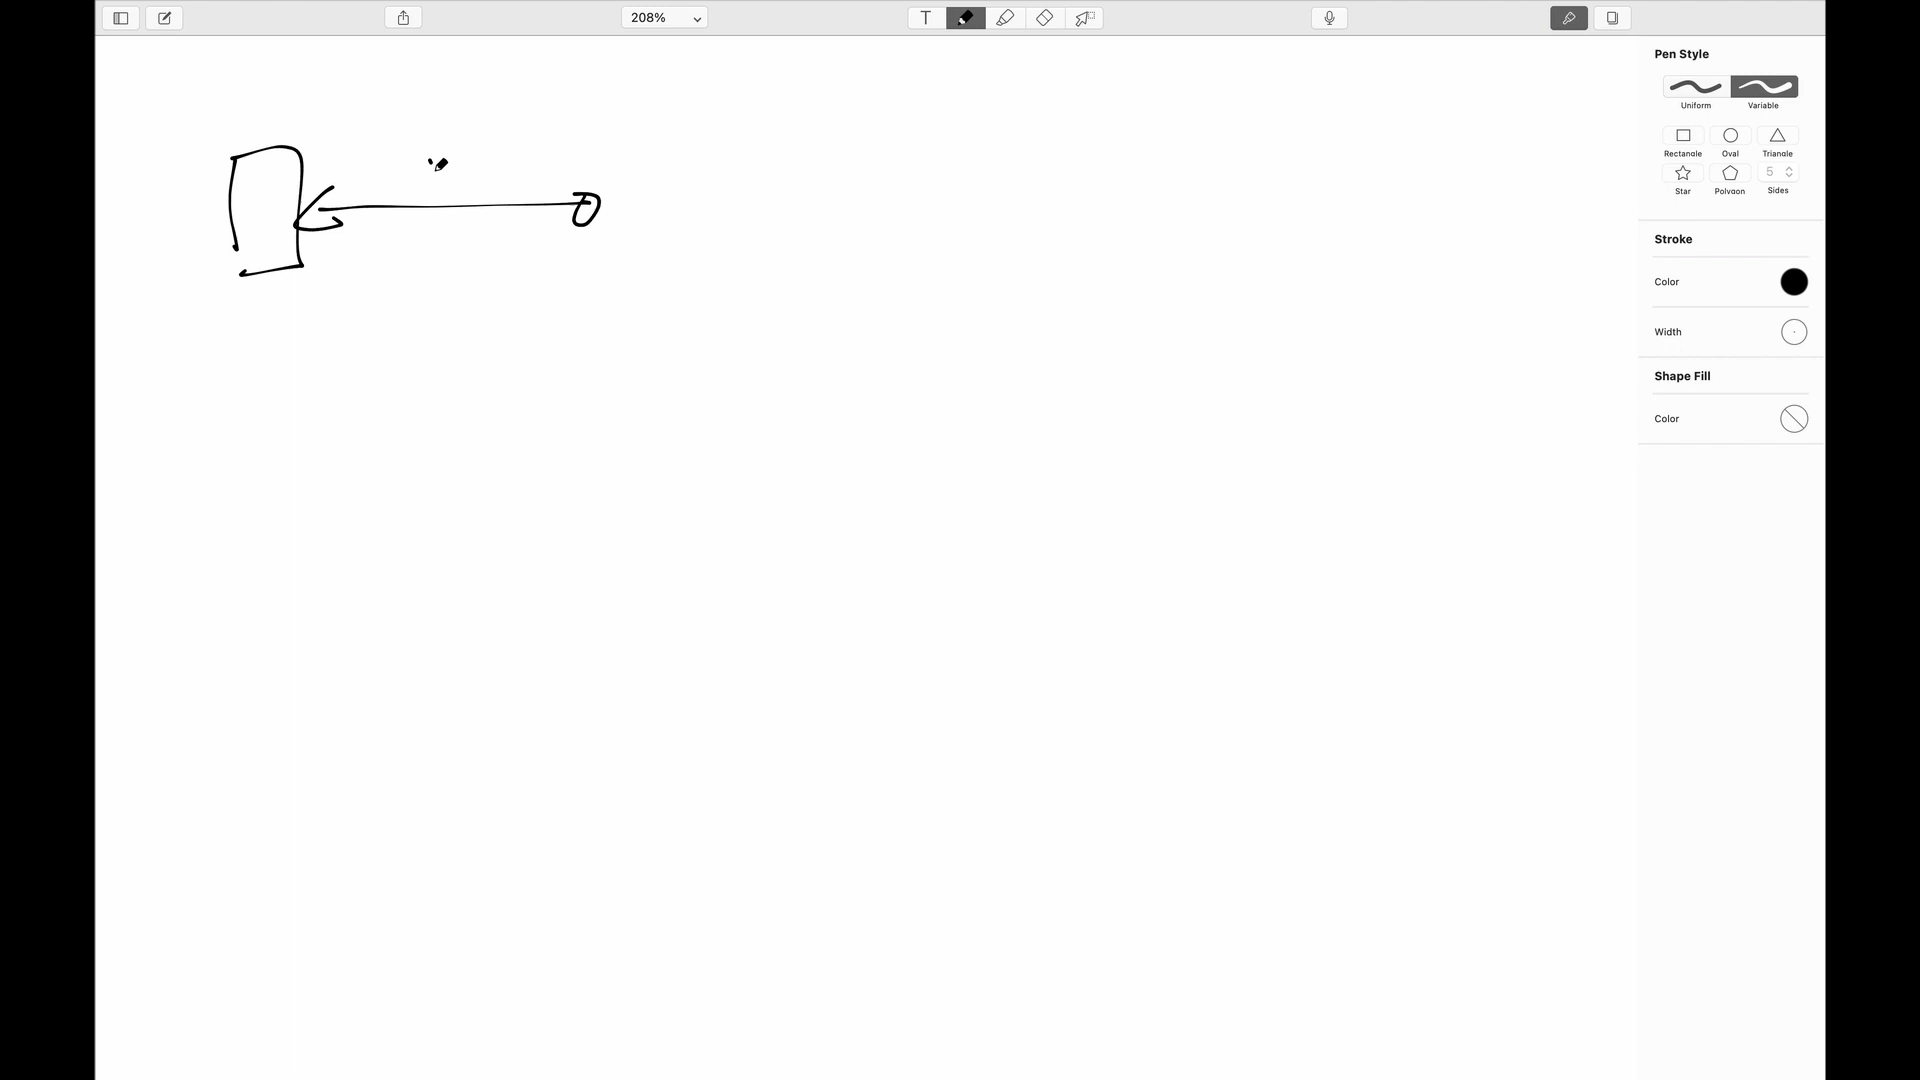 208%
T
Pen Style
Uniform Variable
Rectangle Oval Triangle
5
Star Polygon Sides
Stroke
Color
Width
Shape Fill
Color